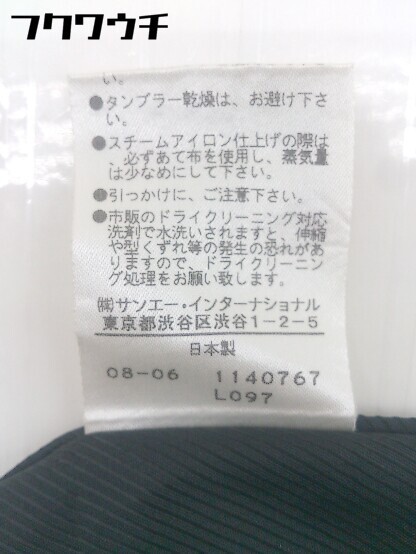 フクワウチ
い。
●タンブラー乾燥は、お避け下さ
い。
●スチームアイロン仕上げの際は
、必ずあて布を使用し、蒸気量
は少なめにして下さい。
●引っかけに、ご注意下さい。
●市販のドライクリーニング対応
洗剤で水洗いされますと、伸縮
や型くずれ等の発生の恐れがあ
りますので、ドライクリーニン
グ処理をお願い致します。
㈱サンエー・インターナショナル
東京都渋谷区渋谷1-2-5
日本製
08-06 1140767
L097